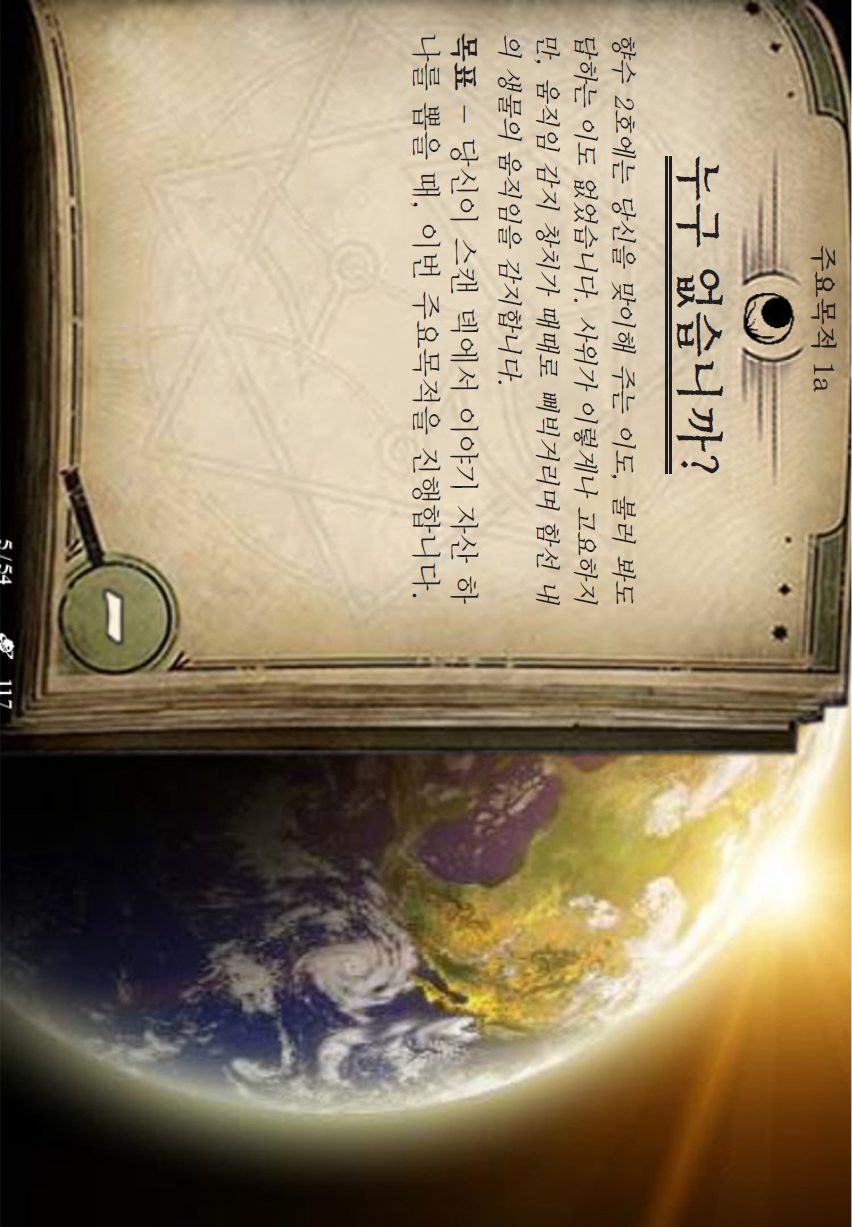 주요목적 1a
누구 없습니까?
향수 2호에는 당신을 맞이해 주는 이도, 불러 봐도
답하는 이도 없었습니다. 사위가 이렇게나 고요하지
만, 움직임 감지 장치가 때때로 삐빅거리며 함선 내
의 생물의 움직임을 감지합니다.
목표 – 당신이 스캔 덱에서 이야기 자산 하
나를 뽑을 때, 이번 주요목적을 진행합니다.
–
5/54 117